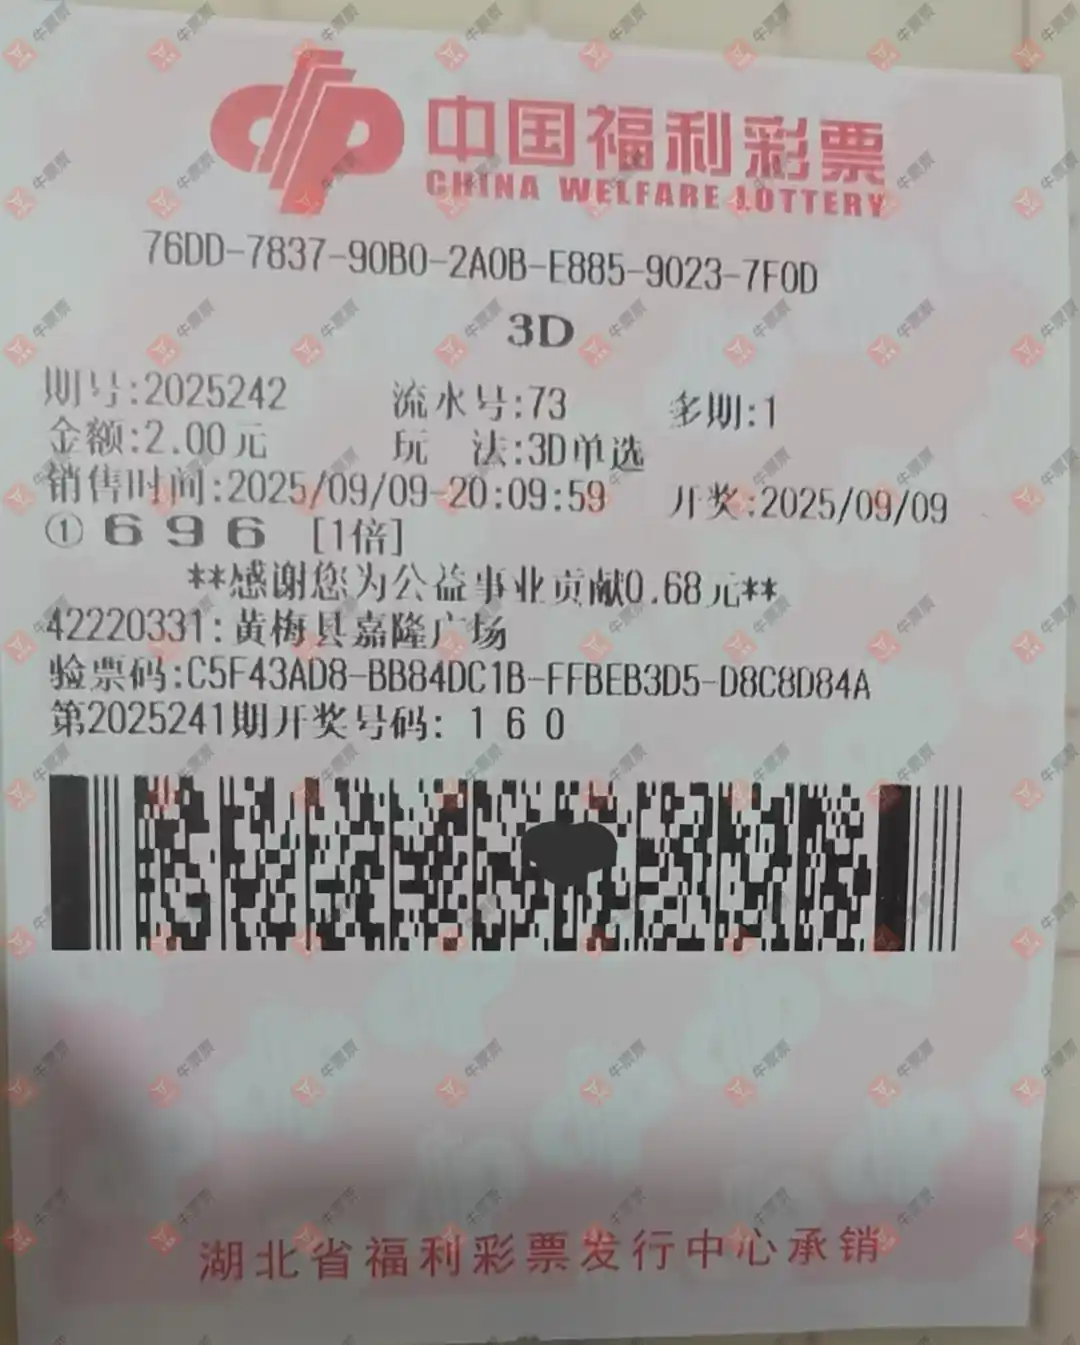 中国福利彩票
CHINA WELFARE LOTTERY
76DD-7837-90B0-2A0B-E885-9023-7F0D
3D
期号:2025242 流水号:73 多期:1
金额:2.00元 玩 法:3D单选
销售时间:2025/09/09-20:09:59 开奖:2025/09/09
① 6 9 6 [1倍]
**感谢您为公益事业贡献0.68元**
42220331:黄梅县嘉隆广场
验票码:C5F43AD8-BB84DC1B-FFBEB3D5-D8C8D84A
第2025241期开奖号码: 1 6 0
湖北省福利彩票发行中心承销
牛票票